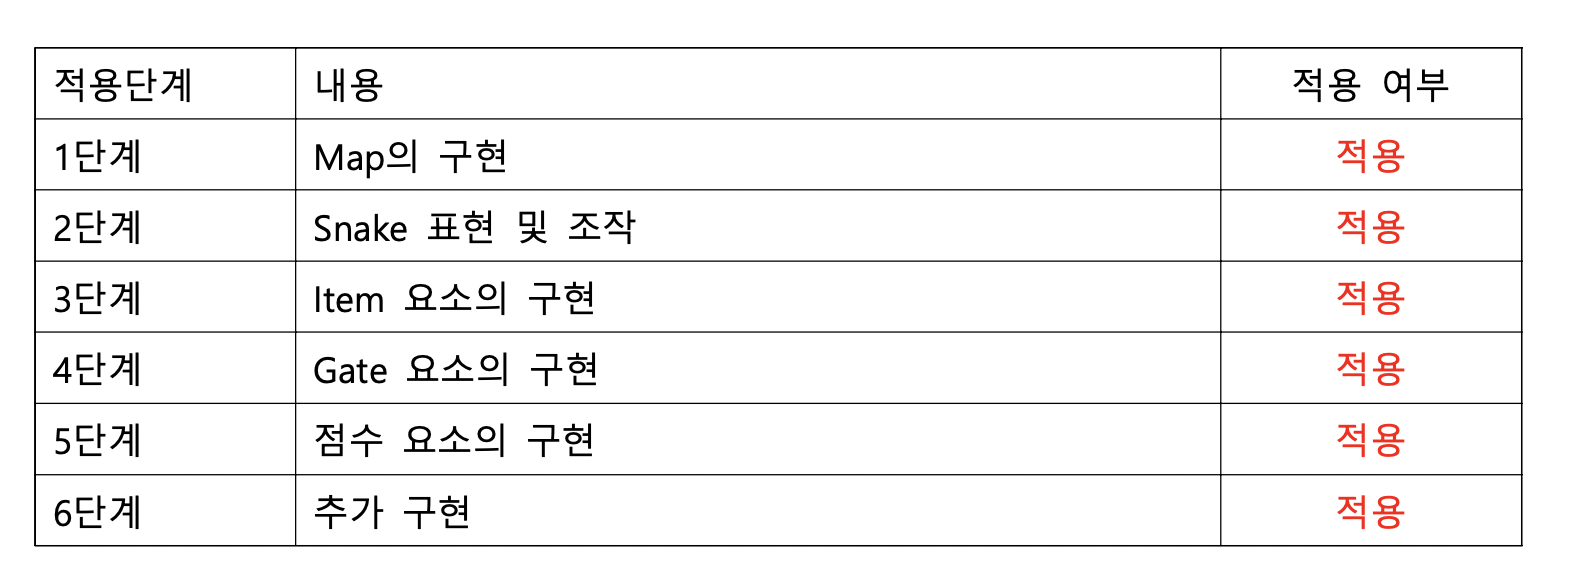 적용단계 내용 적용 여부
1단계 Map의 구현 적용
2단계 Snake 표현 및 조작 적용
3단계 Item 요소의 구현 적용
4단계 Gate 요소의 구현 적용
5단계 점수 요소의 구현 적용
6단계 추가 구현 적용